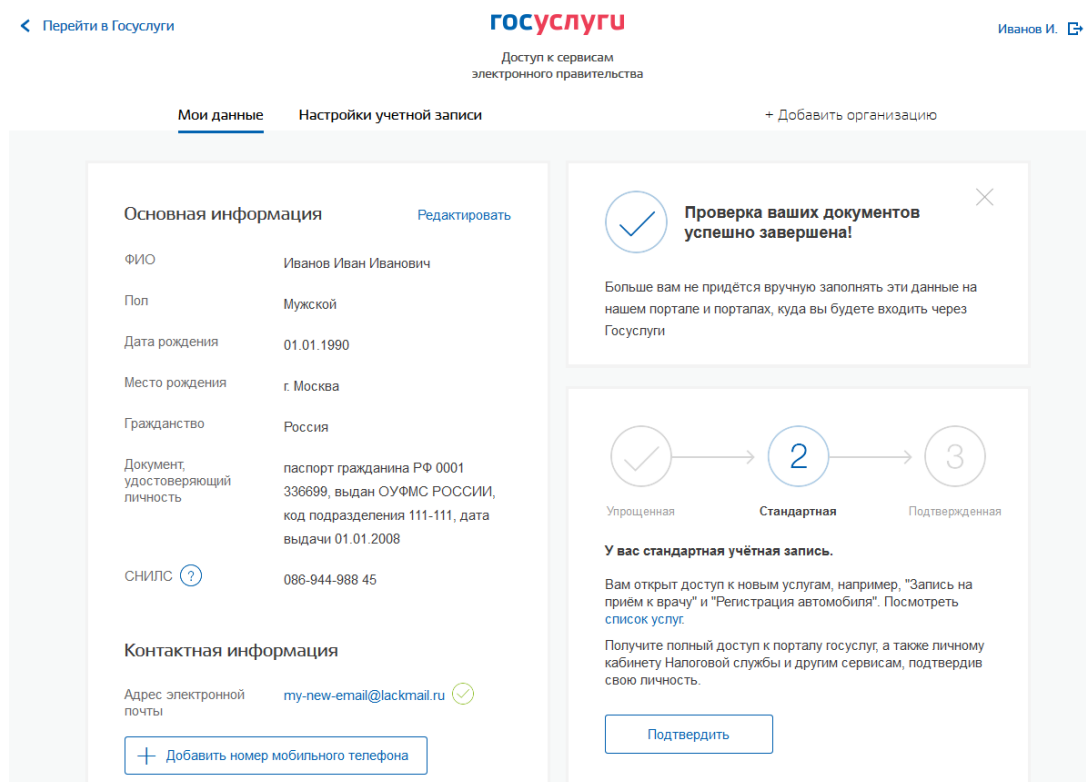 Перейти в Госуслуги
госуслуги
Иванов И.
Доступ к сервисам
электронного правительства
Мои данные
Настройки учетной записи
+ Добавить организацию
Основная информация
Редактировать
ФИО
Иванов Иван Иванович
Пол
Мужской
Дата рождения
01.01.1990
Место рождения
г. Москва
Гражданство
Россия
Документ,
удостоверяющий
личность
паспорт гражданина РФ 0001
336699, выдан ОУФМС РОССИИ,
код подразделения 111-111, дата
выдачи 01.01.2008
СНИЛС ?
086-944-988 45
Контактная информация
Адрес электронной
почты
my-new-email@lackmail.ru
Добавить номер мобильного телефона
Проверка ваших документов
успешно завершена!
Больше вам не придётся вручную заполнять эти данные на
нашем портале и порталах, куда вы будете входить через
Госуслуги
2
3
Упрощенная
Стандартная
Подтвержденная
У вас стандартная учётная запись.
Вам открыт доступ к новым услугам, например, "Запись на
приём к врачу" и "Регистрация автомобиля". Посмотреть
список услуг.
Получите полный доступ к порталу госуслуг, а также личному
кабинету Налоговой службы и другим сервисам, подтвердив
свою личность.
Подтвердить